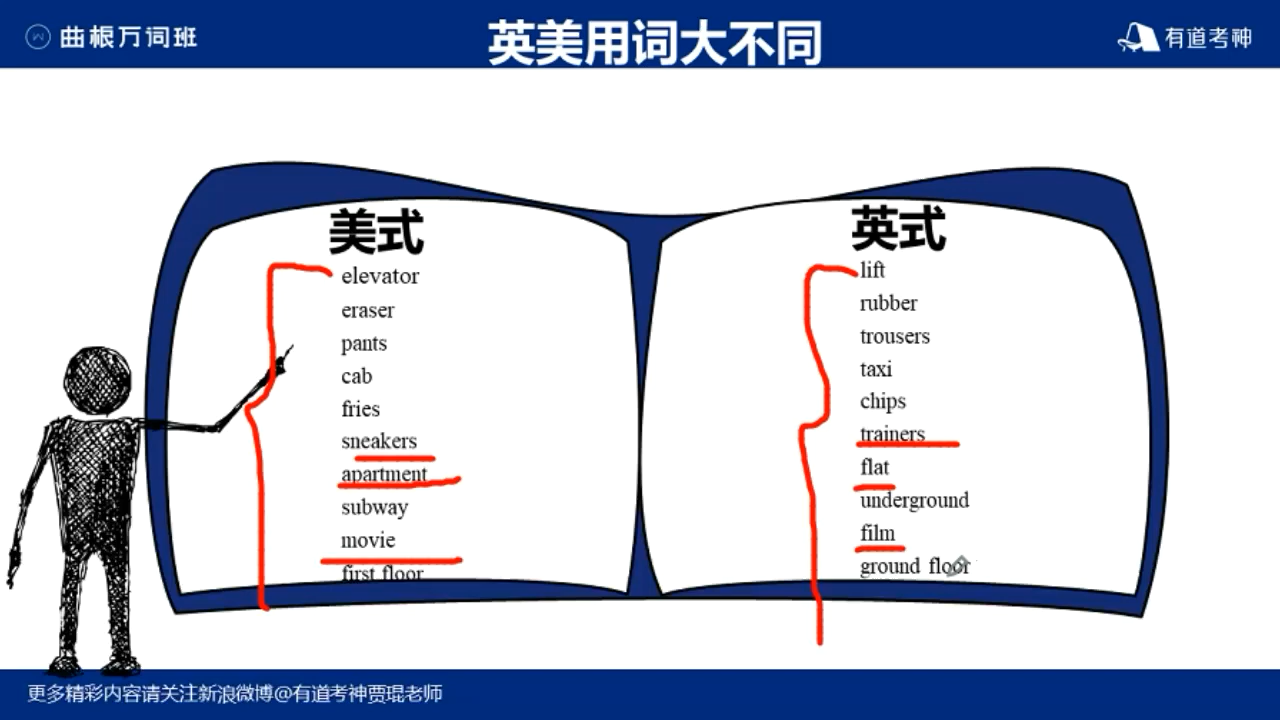 曲根万词班
英美用词大不同
有道考神
美式
elevator
eraser
pants
cab
fries
sneakers
apartment
subway
movie
first floor
英式
lift
rubber
trousers
taxi
chips
trainers
flat
underground
film
ground floor
更多精彩内容请关注新浪微博@有道考神贾琨老师